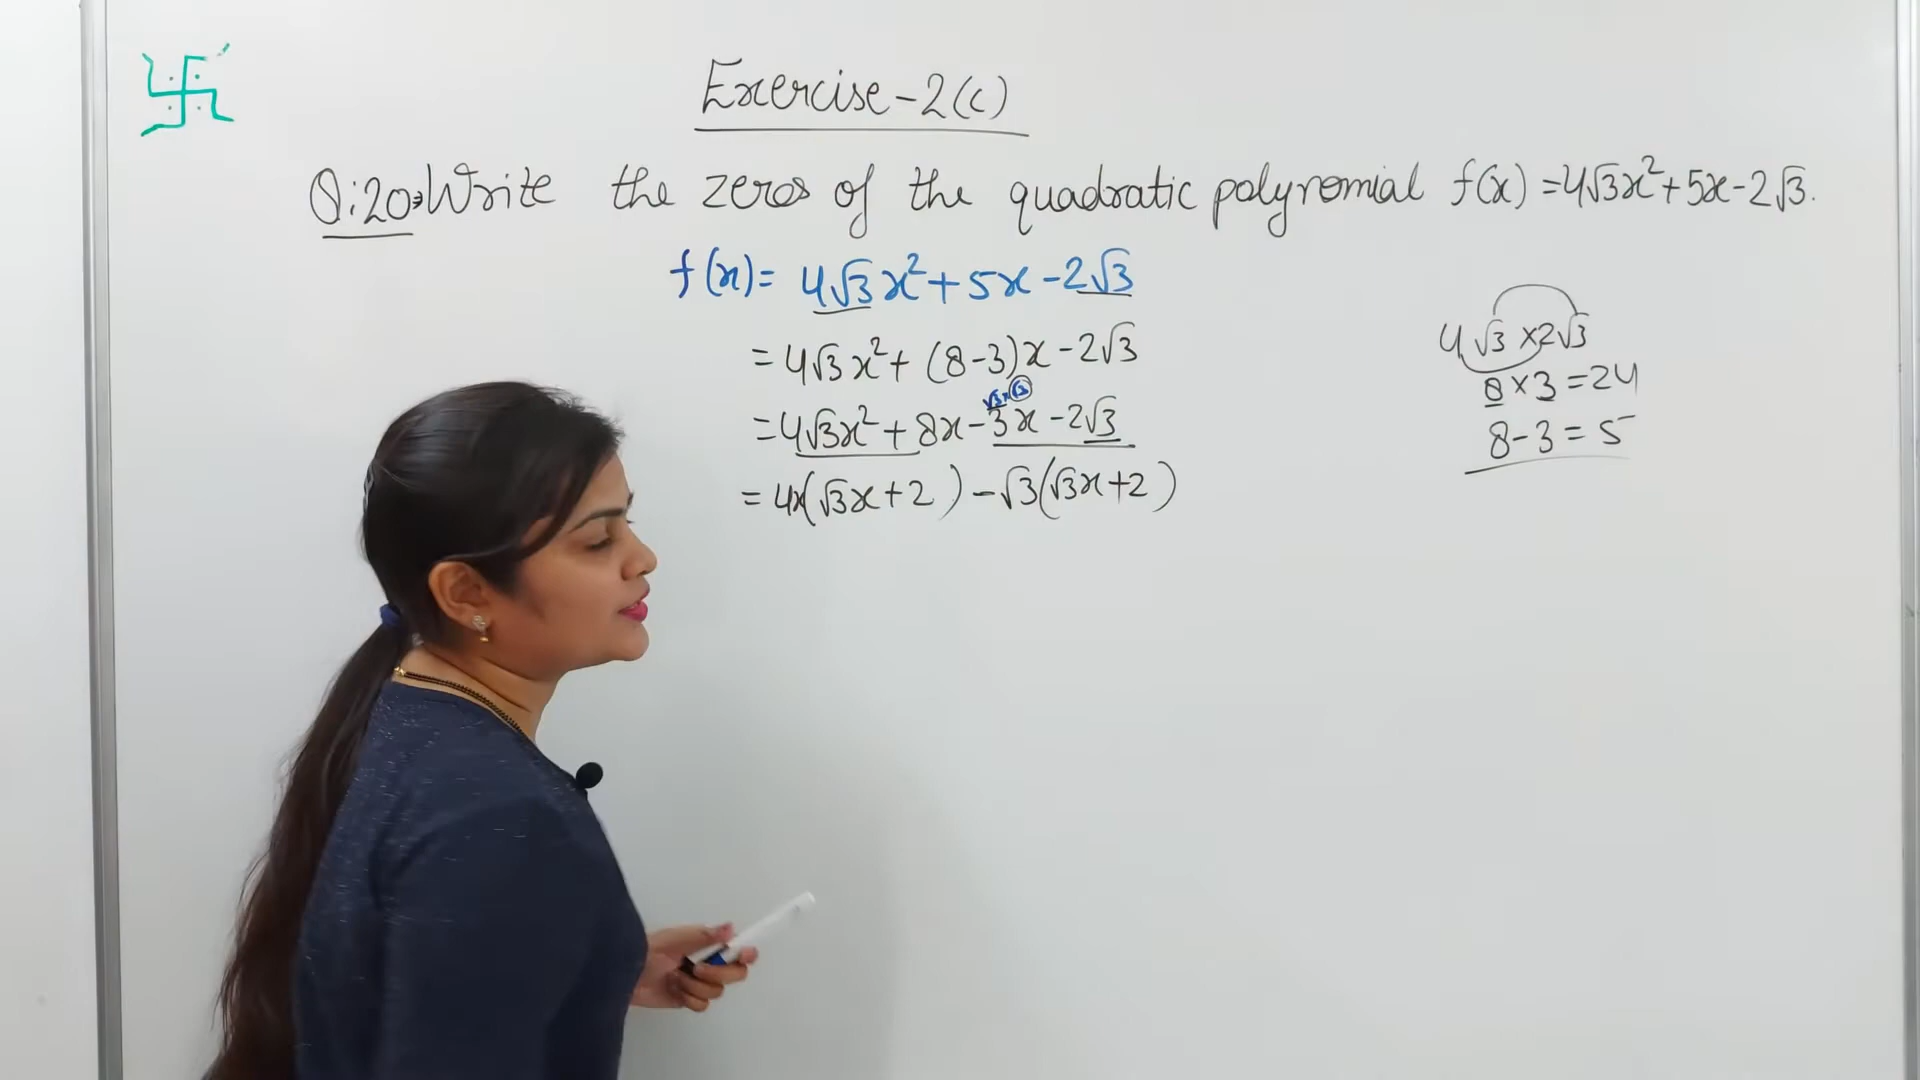 Exercise-2(c)
Q:20. Write the zeros of the quadratic polynomial f(x) = 4√3x²+5x-2√3.
f(x) = 4√3x²+5x-2√3
= 4√3x²+(8-3)x-2√3
√3×√3
= 4√3x²+8x-3x-2√3
= 4x(√3x+2)-√3(√3x+2)
4√3×2√3
8×3=24
8-3=5